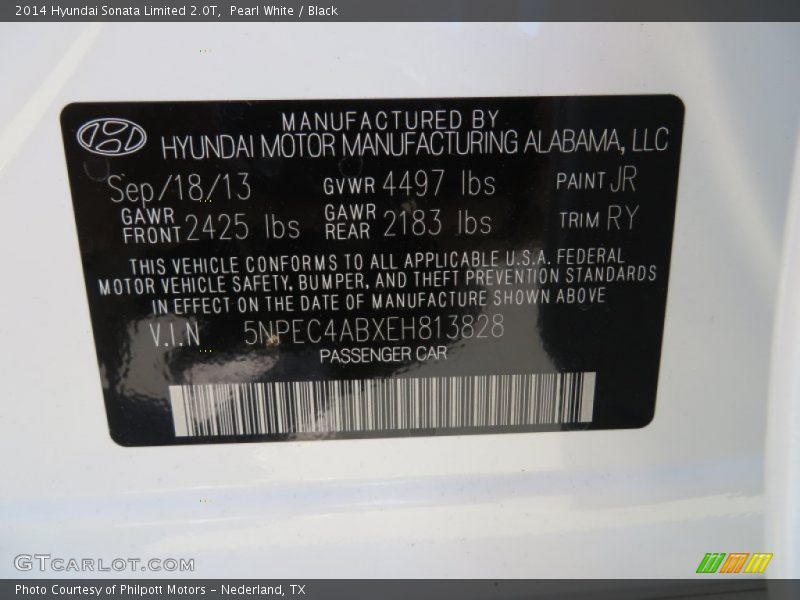 2014 Hyundai Sonata Limited 2.0T,  Pearl White / Black
MANUFACTURED BY
HYUNDAI MOTOR MANUFACTURING ALABAMA, LLC
Sep/18/13 GVWR 4497 lbs PAINT JR
GAWR FRONT 2425 lbs GAWR REAR 2183 lbs TRIM RY
THIS VEHICLE CONFORMS TO ALL APPLICABLE U.S.A. FEDERAL
MOTOR VEHICLE SAFETY, BUMPER, AND THEFT PREVENTION STANDARDS
IN EFFECT ON THE DATE OF MANUFACTURE SHOWN ABOVE
V.I.N 5NPEC4ABXEH813828
PASSENGER CAR
GTCARLOT.COM
Photo Courtesy of Philpott Motors - Nederland, TX